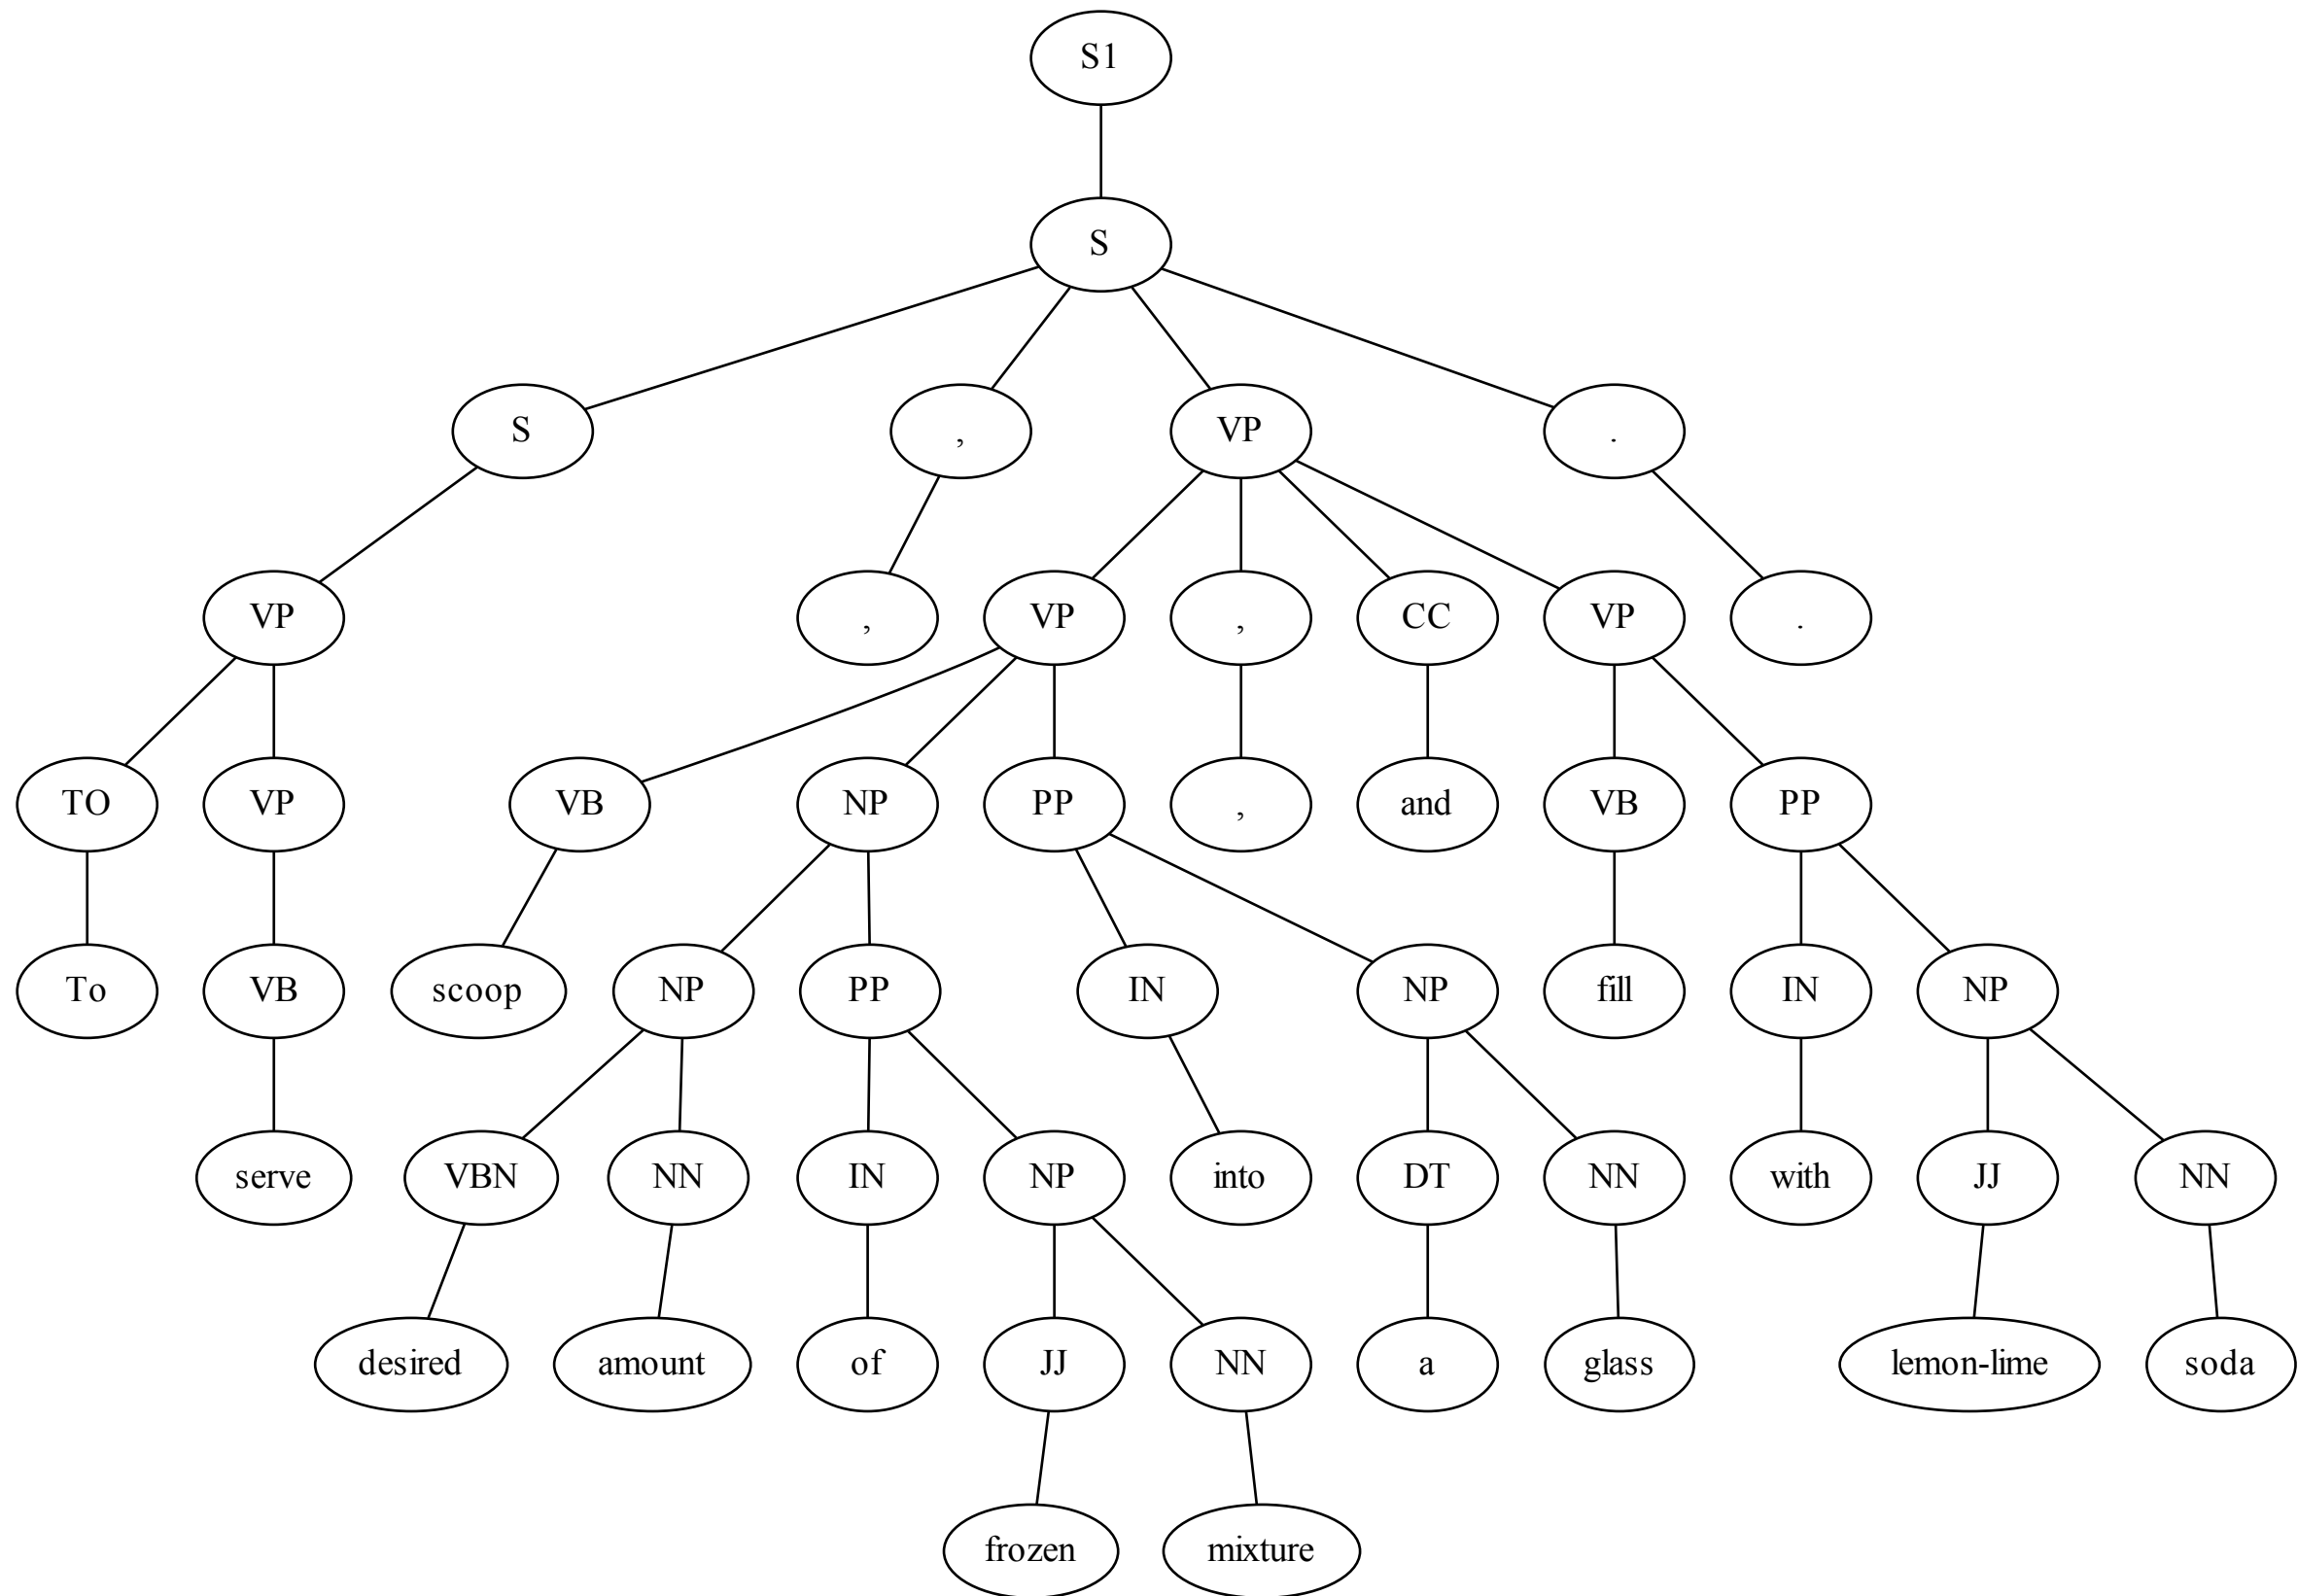 S1
S
S , VP .
VP , VP , CC VP .
TO VP VB NP PP , and VB PP
To VB scoop NP PP IN NP fill IN NP
serve VBN NN IN NP into DT NN with JJ NN
desired amount of JJ NN a glass lemon-lime soda
frozen mixture